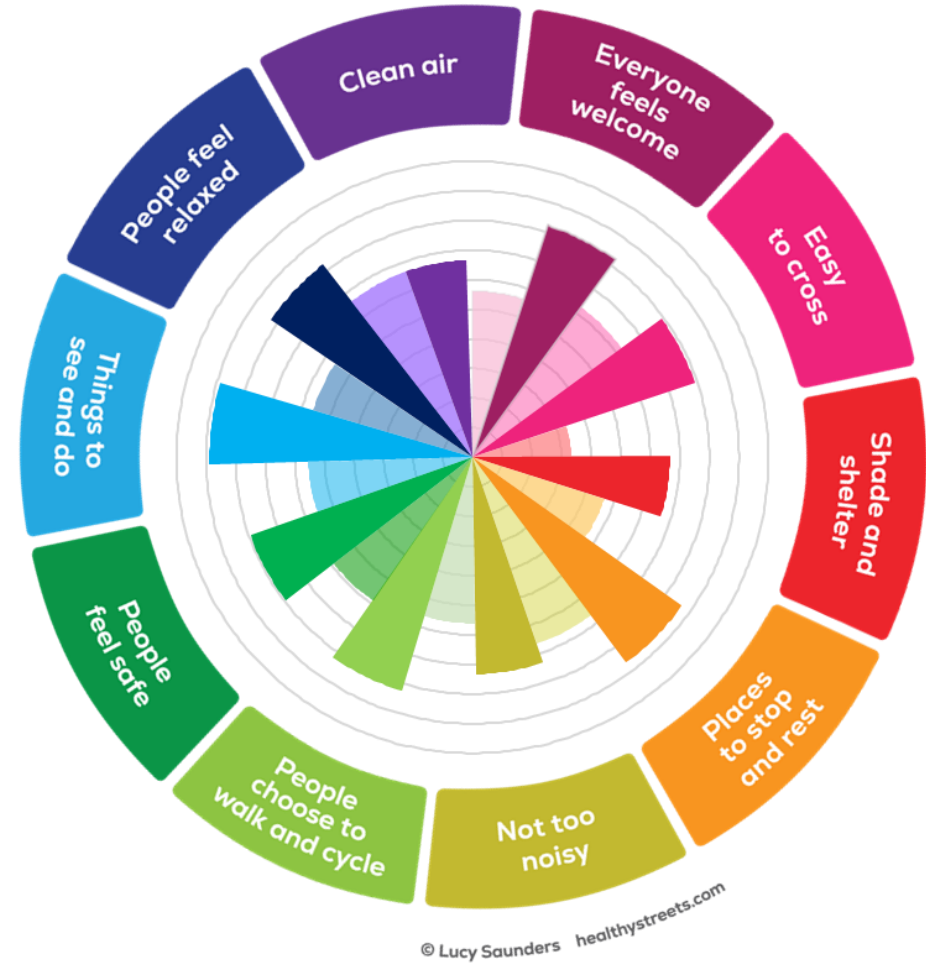 Clean air
Everyone
feels
welcome
Easy
to cross
Shade and
shelter
Places
to stop
and rest
Not too
noisy
People
choose to
walk and cycle
People
feel safe
Things to
see and do
People feel
relaxed
© Lucy Saunders healthystreets.com